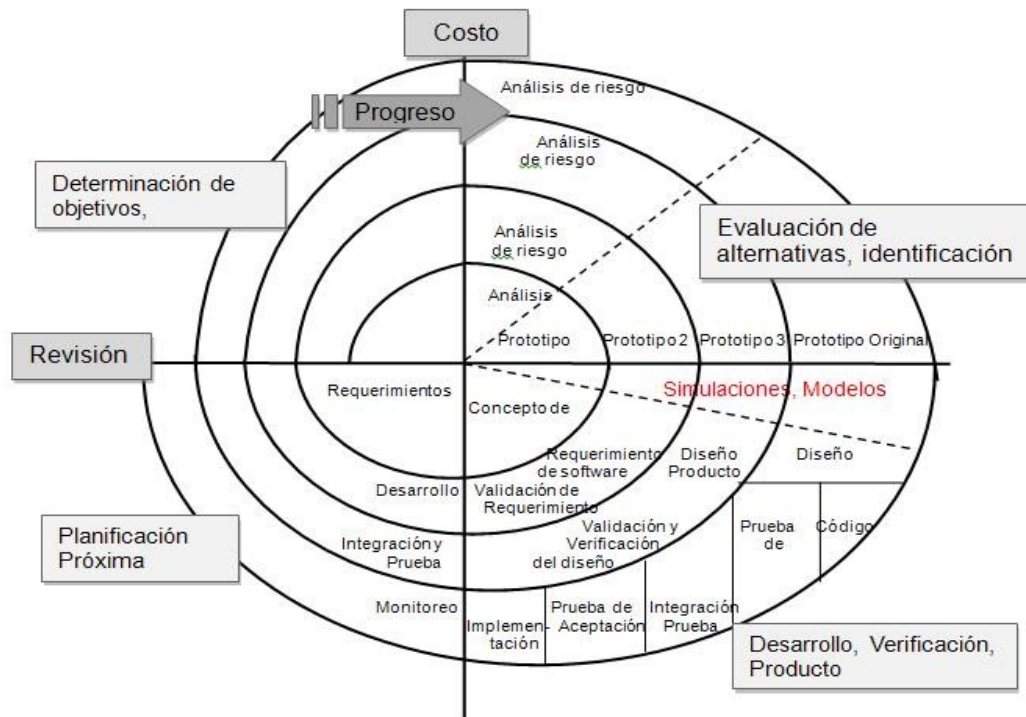 Costo
Análisis de riesgo
Progreso
Análisis
de riesgo
Determinación de
objetivos,
Evaluación de
alternativas, identificación
Análisis
de riesgo
Análisis
Prototipo
Prototipo 2
Prototipo 3
Prototipo Original
Revisión
Requerimientos
Concepto de
Simulaciones, Modelos
Requerimiento
de software
Diseño
Producto
Diseño
Desarrollo
Validación de
Requerimiento
Planificación
Próxima
Integración y
Prueba
Validación y
Verificación
del diseño
Prueba
de
Código
Monitoreo
Implemen-
tación
Prueba de
Aceptación
Integración
Prueba
Desarrollo, Verificación,
Producto